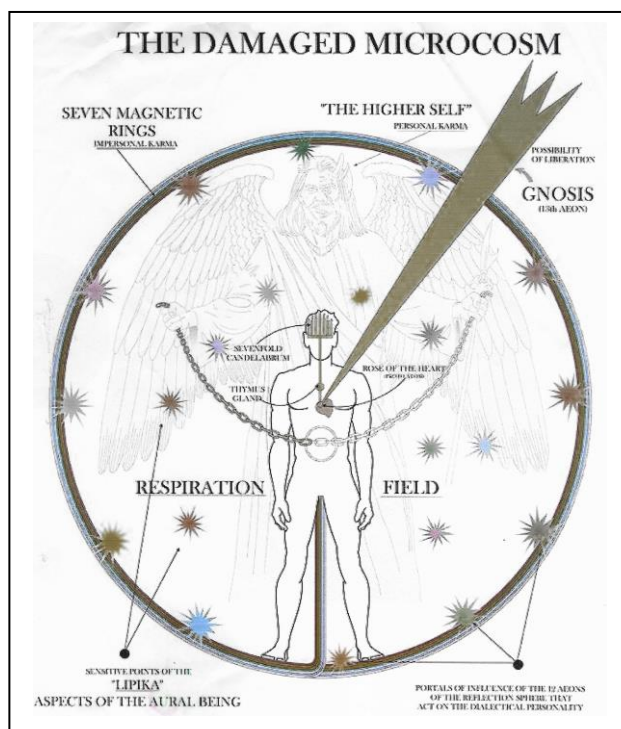 THE DAMAGED MICROCOSM
SEVEN MAGNETIC
RINGS
IMPERSONAL KARMA
"THE HIGHER SELF"
PERSONAL KARMA
POSSIBILITY
OF LIBERATION
GNOSIS
(13th AEON)
SEVENFOLD
CANDELABRUM
THYMUS
GLAND
ROSE OF THE HEART
RESPIRATION
FIELD
SENSITIVE POINTS OF THE
"LIPIKA"
ASPECTS OF THE AURAL BEING
PORTALS OF INFLUENCE OF THE 12 AEONS
OF THE REFLECTION SPHERE THAT
ACT ON THE DIALECTICAL PERSONALITY